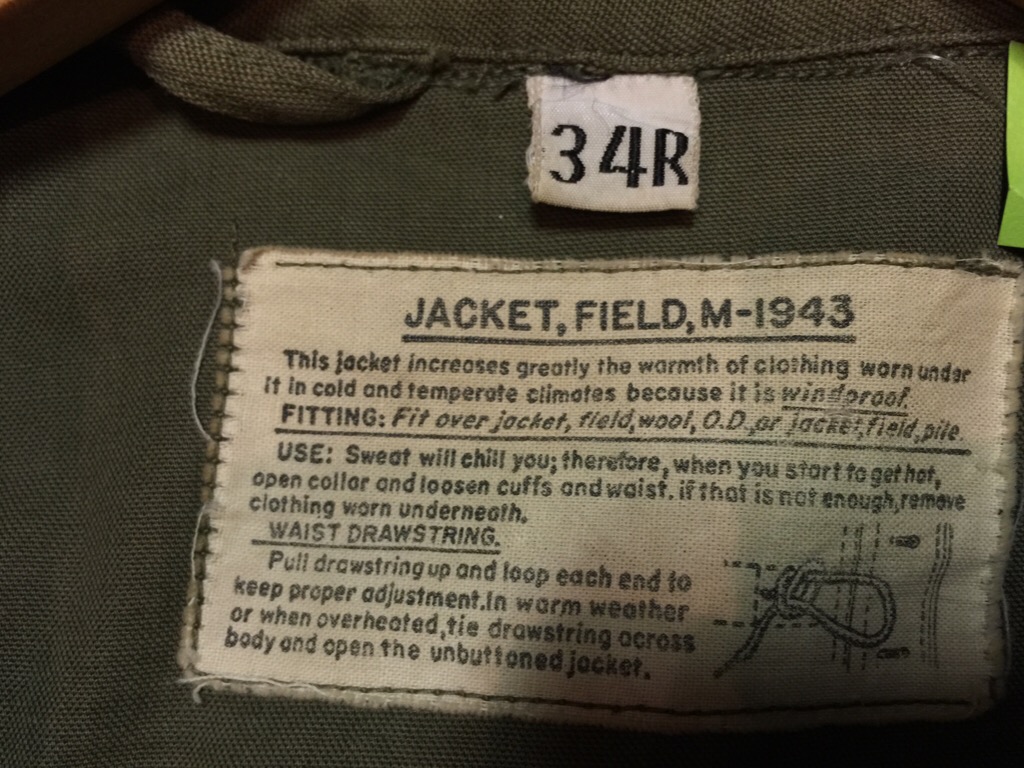 34R
JACKET, FIELD, M-1943
This jacket increases greatly the warmth of clothing worn under
it in cold and temperate climates because it is windproof.
FITTING: Fit over jacket, field, wool, O.D., or jacket, field, pile.
USE: Sweat will chill you; therefore, when you start to get hot,
open collar and loosen cuffs and waist. if that is not enough, remove
clothing worn underneath.
WAIST DRAWSTRING.
Pull drawstring up and loop each end to
keep proper adjustment. In warm weather
or when overheated, tie drawstring across
body and open the unbuttoned jacket.